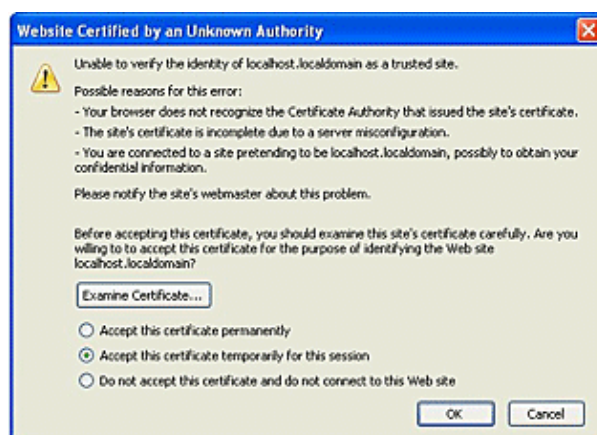 Website Certified by an Unknown Authority
Unable to verify the identity of localhost.localdomain as a trusted site.
Possible reasons for this error:
- Your browser does not recognize the Certificate Authority that issued the site's certificate.
- The site's certificate is incomplete due to a server misconfiguration.
- You are connected to a site pretending to be localhost.localdomain, possibly to obtain your
confidential information.
Please notify the site's webmaster about this problem.
Before accepting this certificate, you should examine this site's certificate carefully. Are you
willing to to accept this certificate for the purpose of identifying the Web site
localhost.localdomain?
Examine Certificate...
Accept this certificate permanently
Accept this certificate temporarily for this session
Do not accept this certificate and do not connect to this Web site
OK Cancel